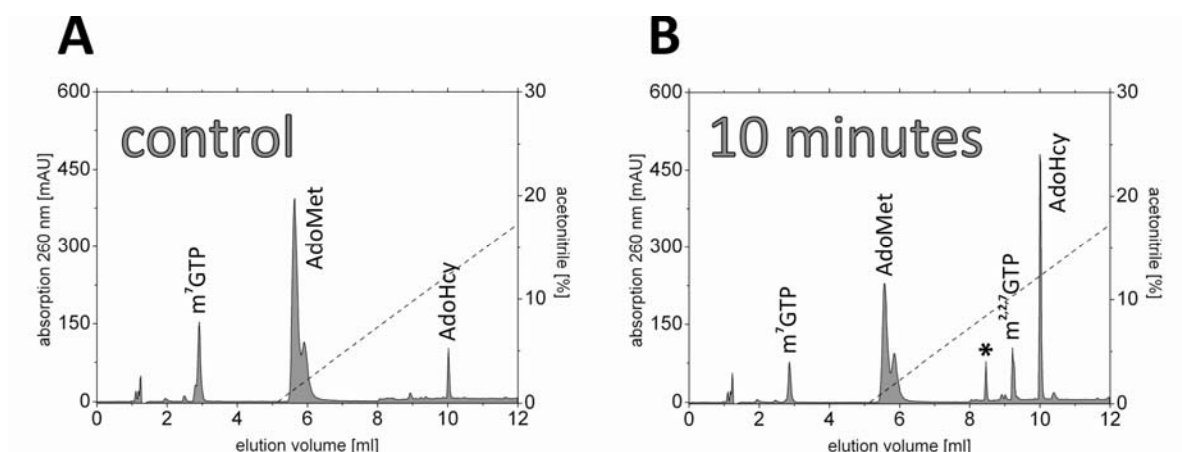 A
600
450
300
150
0
absorption 260 nm [mAU]
control
m⁷GTP
AdoMet
AdoHcy
30
20
10
0
acetonitrile [%]
0 2 4 6 8 10 12
elution volume [ml]
B
600
450
300
150
0
absorption 260 nm [mAU]
10 minutes
m⁷GTP
AdoMet
*
m²,²,⁷GTP
AdoHcy
30
20
10
0
acetonitrile [%]
0 2 4 6 8 10 12
elution volume [ml]